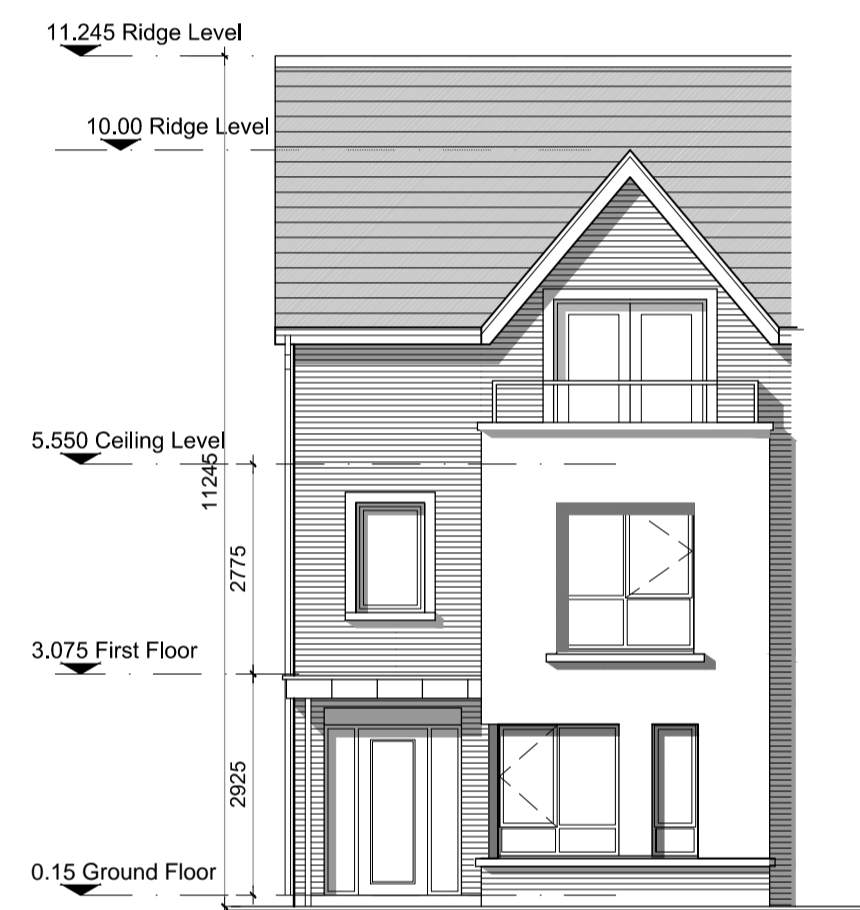 11.245 Ridge Level
10.00 Ridge Level
5.550 Ceiling Level
11245
2775
3.075 First Floor
2925
0.15 Ground Floor